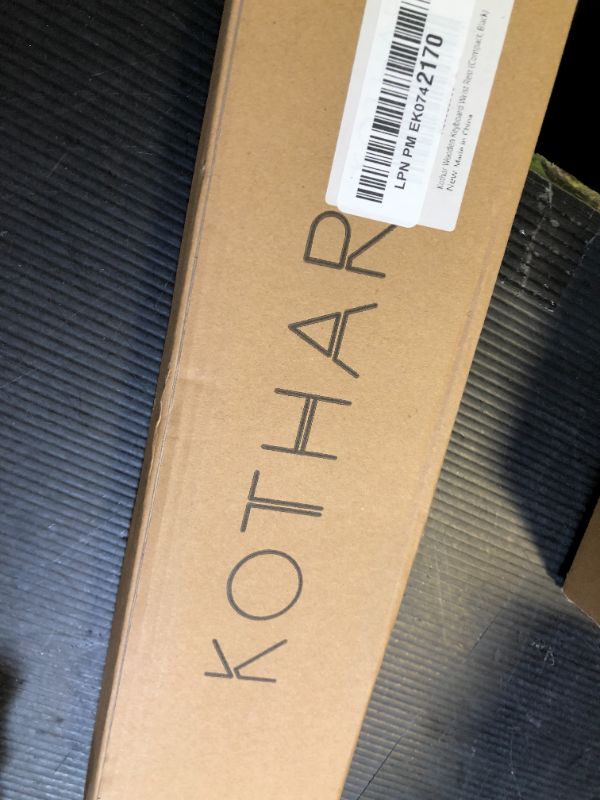 LPN PM EK0742170
Kothar Wooden Keyboard Wrist Rest (Compact, Black)
New Made in China
KOTHAR